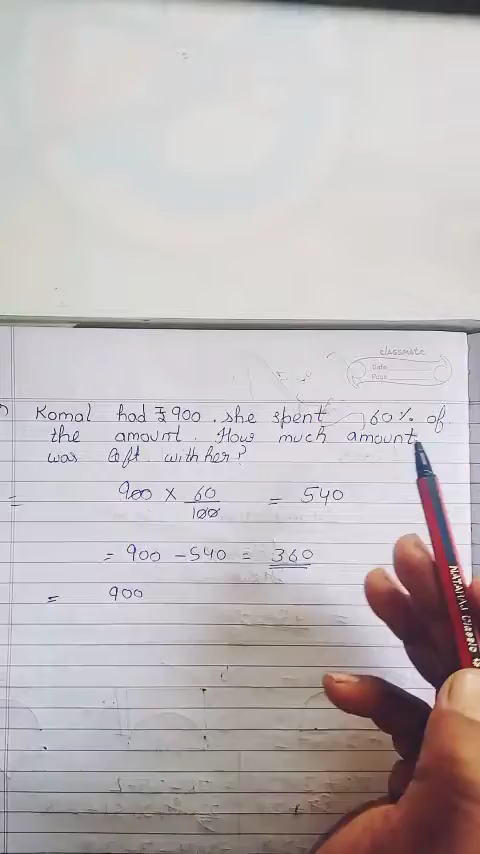 classmate
Date
Page
Komal had ₹900. she spent 60% of
the amount. How much amount
was left with her?
= 900 × 60/100 = 540
= 900 - 540 = 360
= 900
NATARAJ CLASSIC